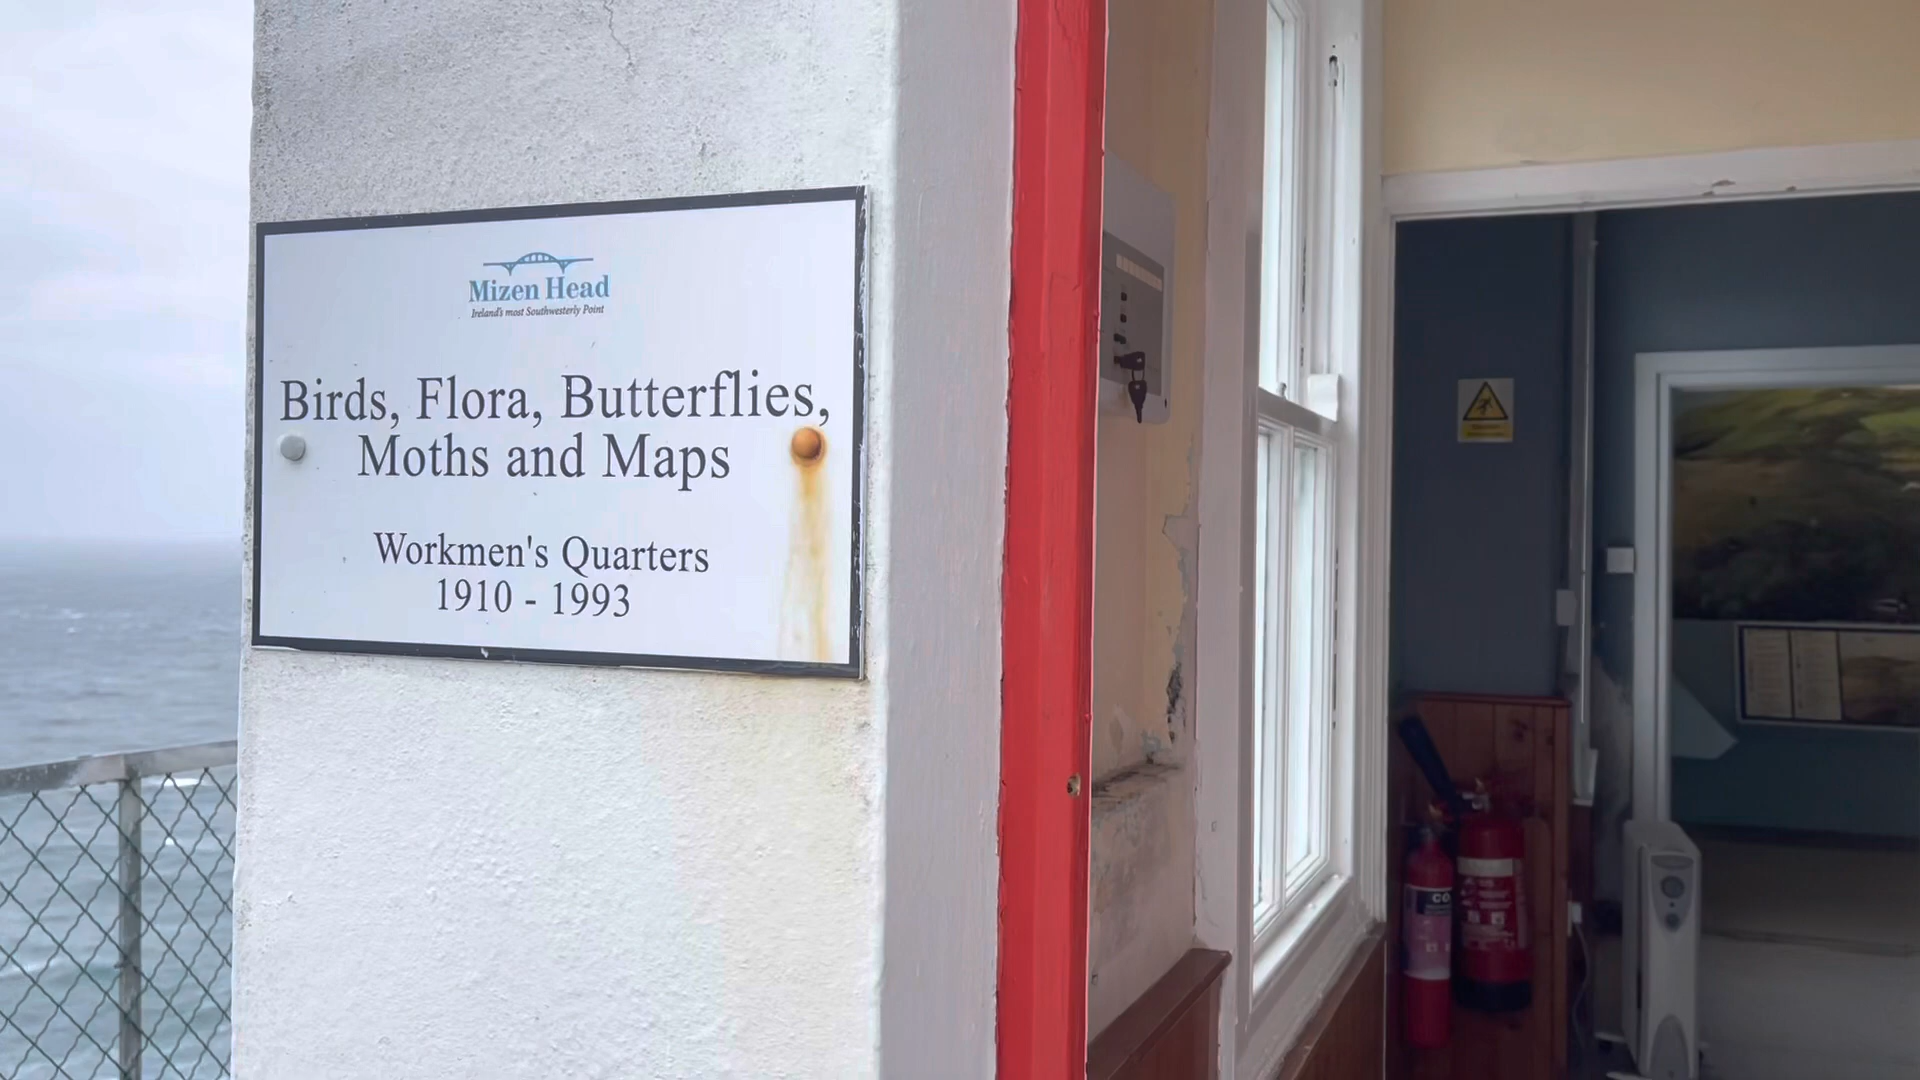 Mizen Head
Ireland's most Southwesterly Point
Birds, Flora, Butterflies,
Moths and Maps
Workmen's Quarters
1910 - 1993